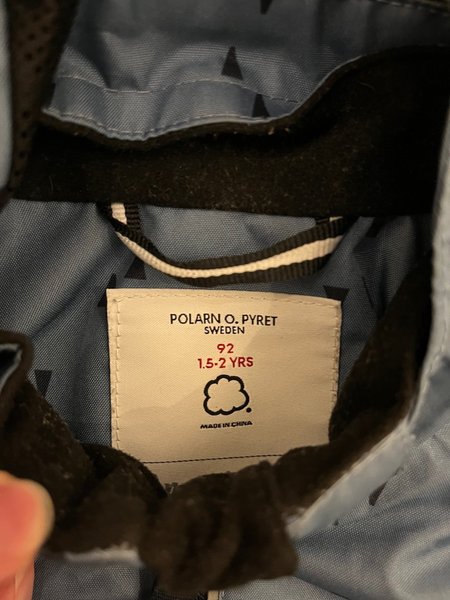 POLARN O. PYRET
SWEDEN
92
1.5-2 YRS
MADE IN CHINA